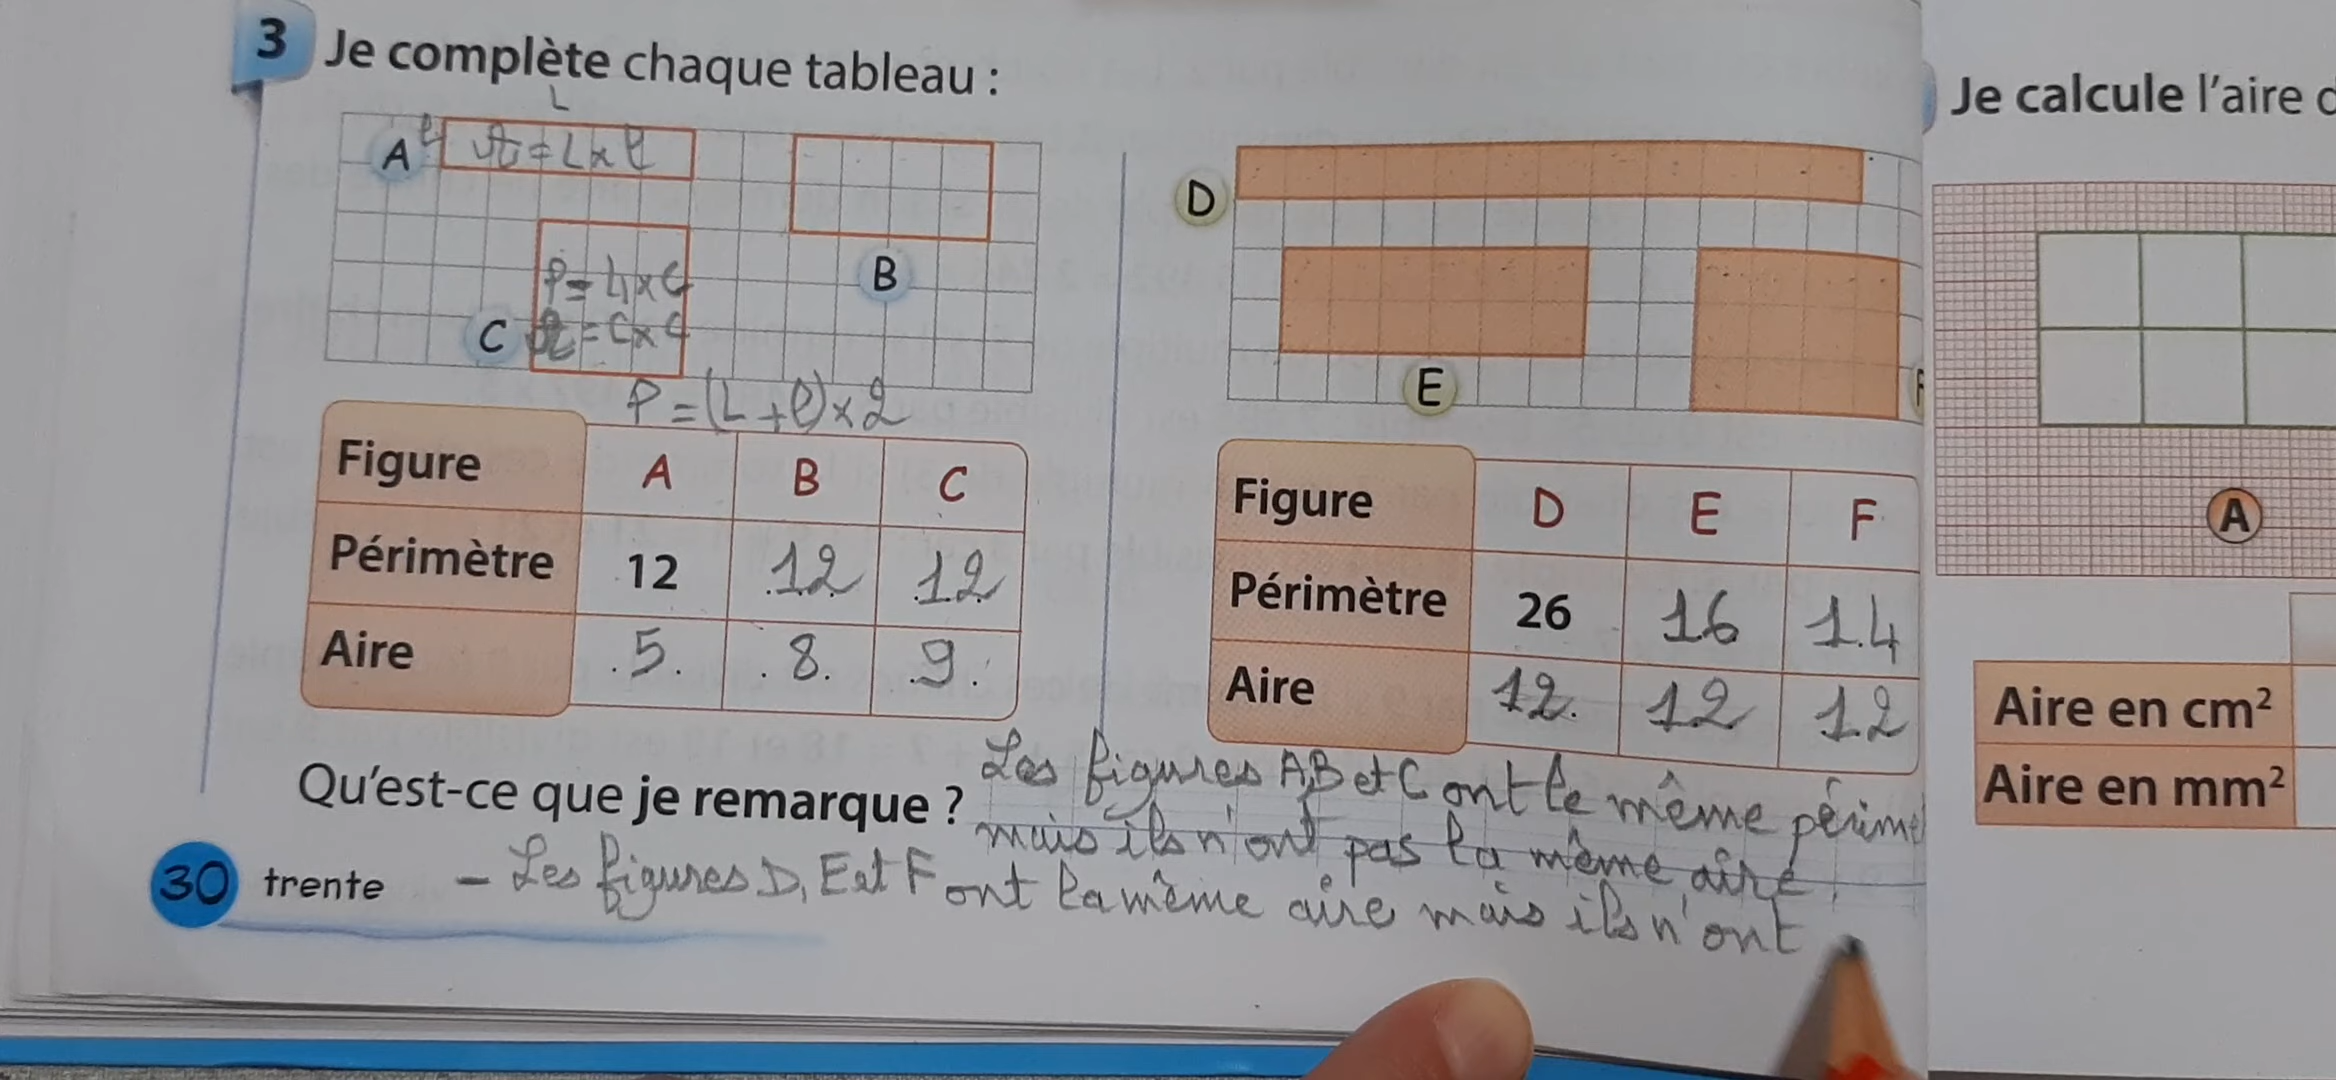 3 Je complète chaque tableau :
L
A l A = L x l
B
P = 4 x c
C A = c x c
P = (L + l) x 2
Figure A B C
Périmètre 12 12 12
Aire 5 8 9
D
E
F
Figure D E F
Périmètre 26 16 14
Aire 12 12 12
Qu'est-ce que je remarque ? Les figures A, B et C ont le même périmè
mais ils n'ont pas la même aire.
- Les figures D, E et F ont la même aire mais ils n'ont
30 trente
Je calcule l'aire d
A
Aire en cm²
Aire en mm²